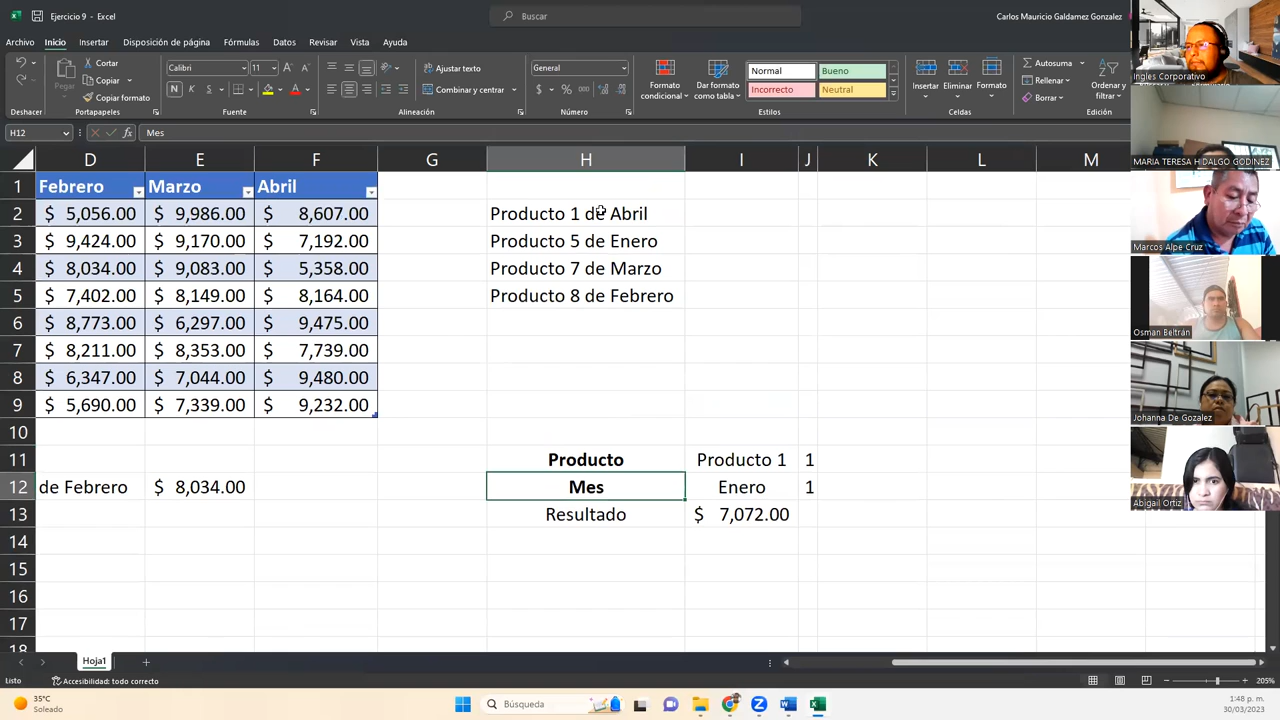 Ejercicio 9 - Excel
Buscar
Carlos Mauricio Galdamez Gonzalez
Archivo Inicio Insertar Disposición de página Fórmulas Datos Revisar Vista Ayuda
Pegar
Cortar
Copiar
Copiar formato
Calibri 11
N K S
Ajustar texto
General
Formato condicional
Dar formato como tabla
Normal Bueno
Incorrecto Neutral
Insertar Eliminar Formato
Autosuma
Rellenar
Borrar
Ordenar y filtrar
Deshacer Portapapeles Fuente Alineación Número Estilos Celdas Edición
H12 fx Mes
D E F G H I J K L M
1 Febrero Marzo Abril
2 $ 5,056.00 $ 9,986.00 $ 8,607.00 Producto 1 de Abril
3 $ 9,424.00 $ 9,170.00 $ 7,192.00 Producto 5 de Enero
4 $ 8,034.00 $ 9,083.00 $ 5,358.00 Producto 7 de Marzo
5 $ 7,402.00 $ 8,149.00 $ 8,164.00 Producto 8 de Febrero
6 $ 8,773.00 $ 6,297.00 $ 9,475.00
7 $ 8,211.00 $ 8,353.00 $ 7,739.00
8 $ 6,347.00 $ 7,044.00 $ 9,480.00
9 $ 5,690.00 $ 7,339.00 $ 9,232.00
10
11 Producto Producto 1 1
12 de Febrero $ 8,034.00 Mes Enero 1
13 Resultado $ 7,072.00
14
15
16
17
18
Hoja1
Listo Accesibilidad: todo correcto 205%
35°C
Soleado
Búsqueda
1:48 p. m.
30/03/2023
Ingles Corporativo
MARIA TERESA HIDALGO GODINEZ
Marcos Alpe Cruz
Osman Beltrán
Johanna De Gozalez
Abigail Ortiz